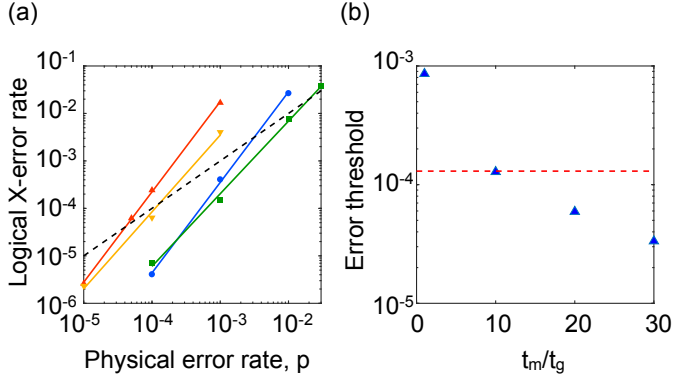 (a)
(b)
Logical X-error rate
10⁻¹
10⁻²
10⁻³
10⁻⁴
10⁻⁵
10⁻⁶
10⁻⁵ 10⁻⁴ 10⁻³ 10⁻²
Physical error rate, p
Error threshold
10⁻³
10⁻⁴
10⁻⁵
0 10 20 30
tₘ/t_g